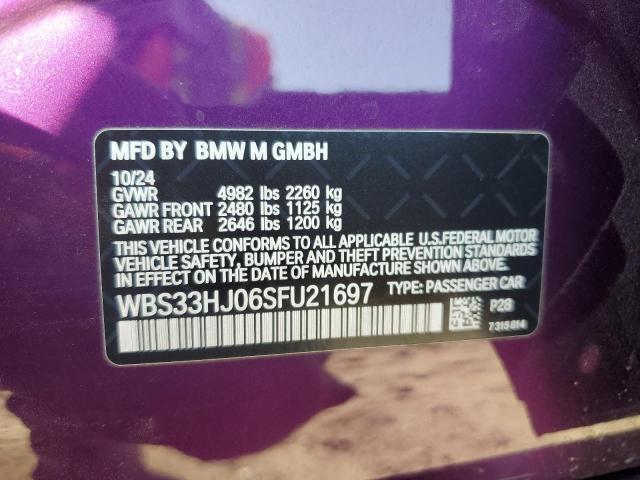 MFD BY BMW M GMBH
10/24
GVWR 4982 lbs 2260 kg
GAWR FRONT 2480 lbs 1125 kg
GAWR REAR 2646 lbs 1200 kg
THIS VEHICLE CONFORMS TO ALL APPLICABLE U.S.FEDERAL MOTOR
VEHICLE SAFETY, BUMPER AND THEFT PREVENTION STANDARDS
IN EFFECT ON THE DATE OF MANUFACTURE SHOWN ABOVE.
WBS33HJ06SFU21697 TYPE: PASSENGER CAR
P28
7315814